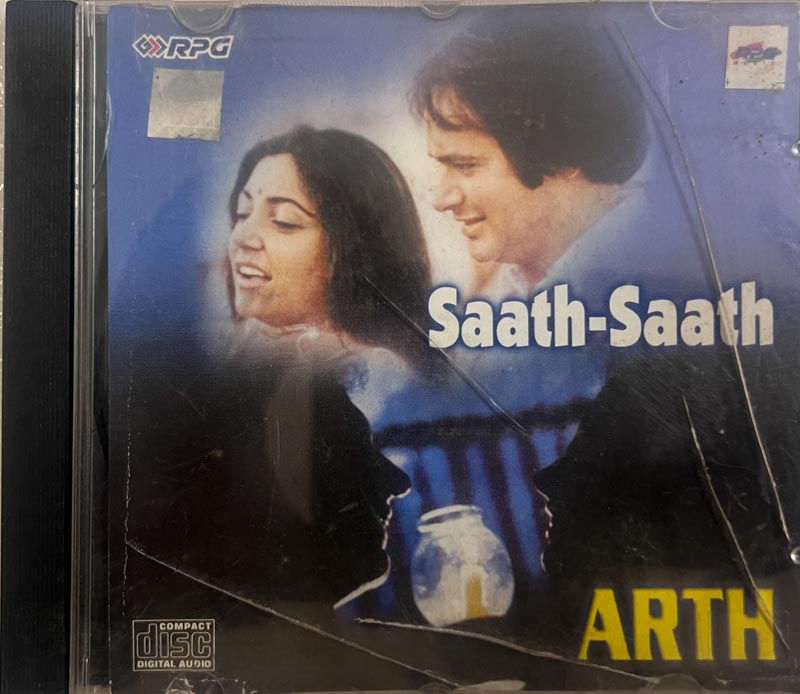 RPG
Saath-Saath
ARTH
COMPACT
disc
DIGITAL AUDIO